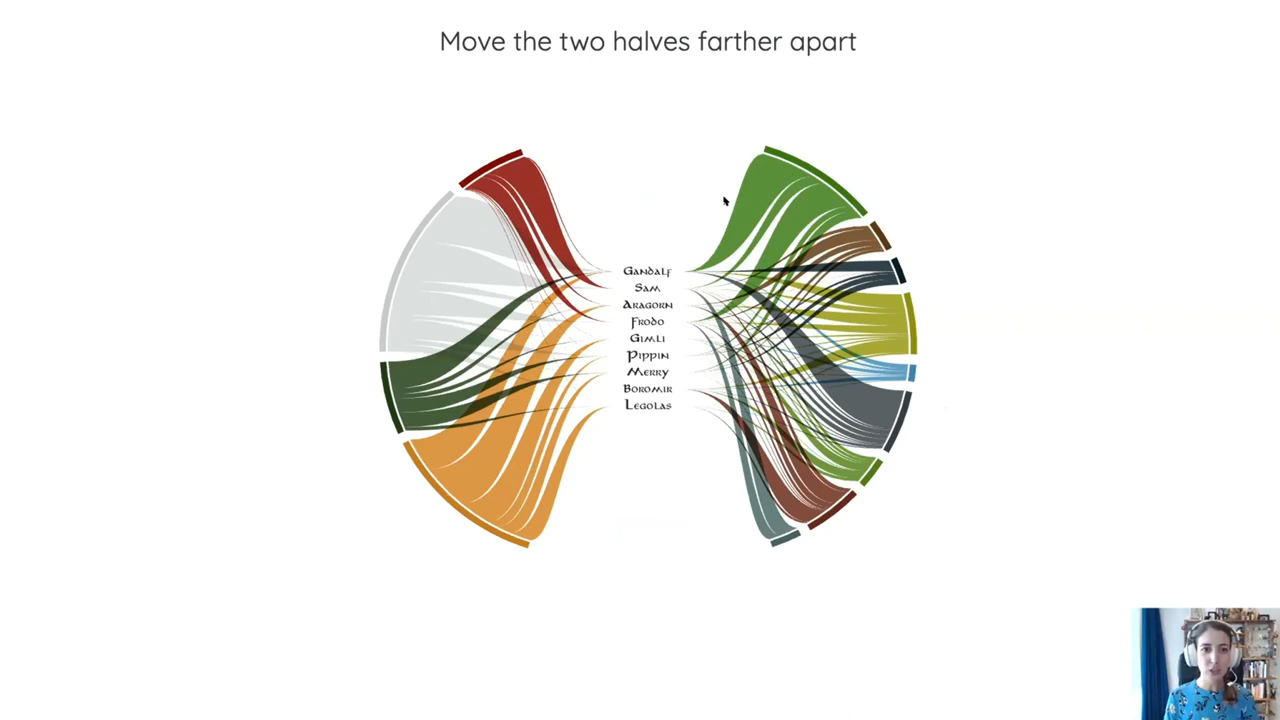 Move the two halves farther apart
Gandalf
Sam
Aragorn
Frodo
Gimli
Pippin
Merry
Boromir
Legolas